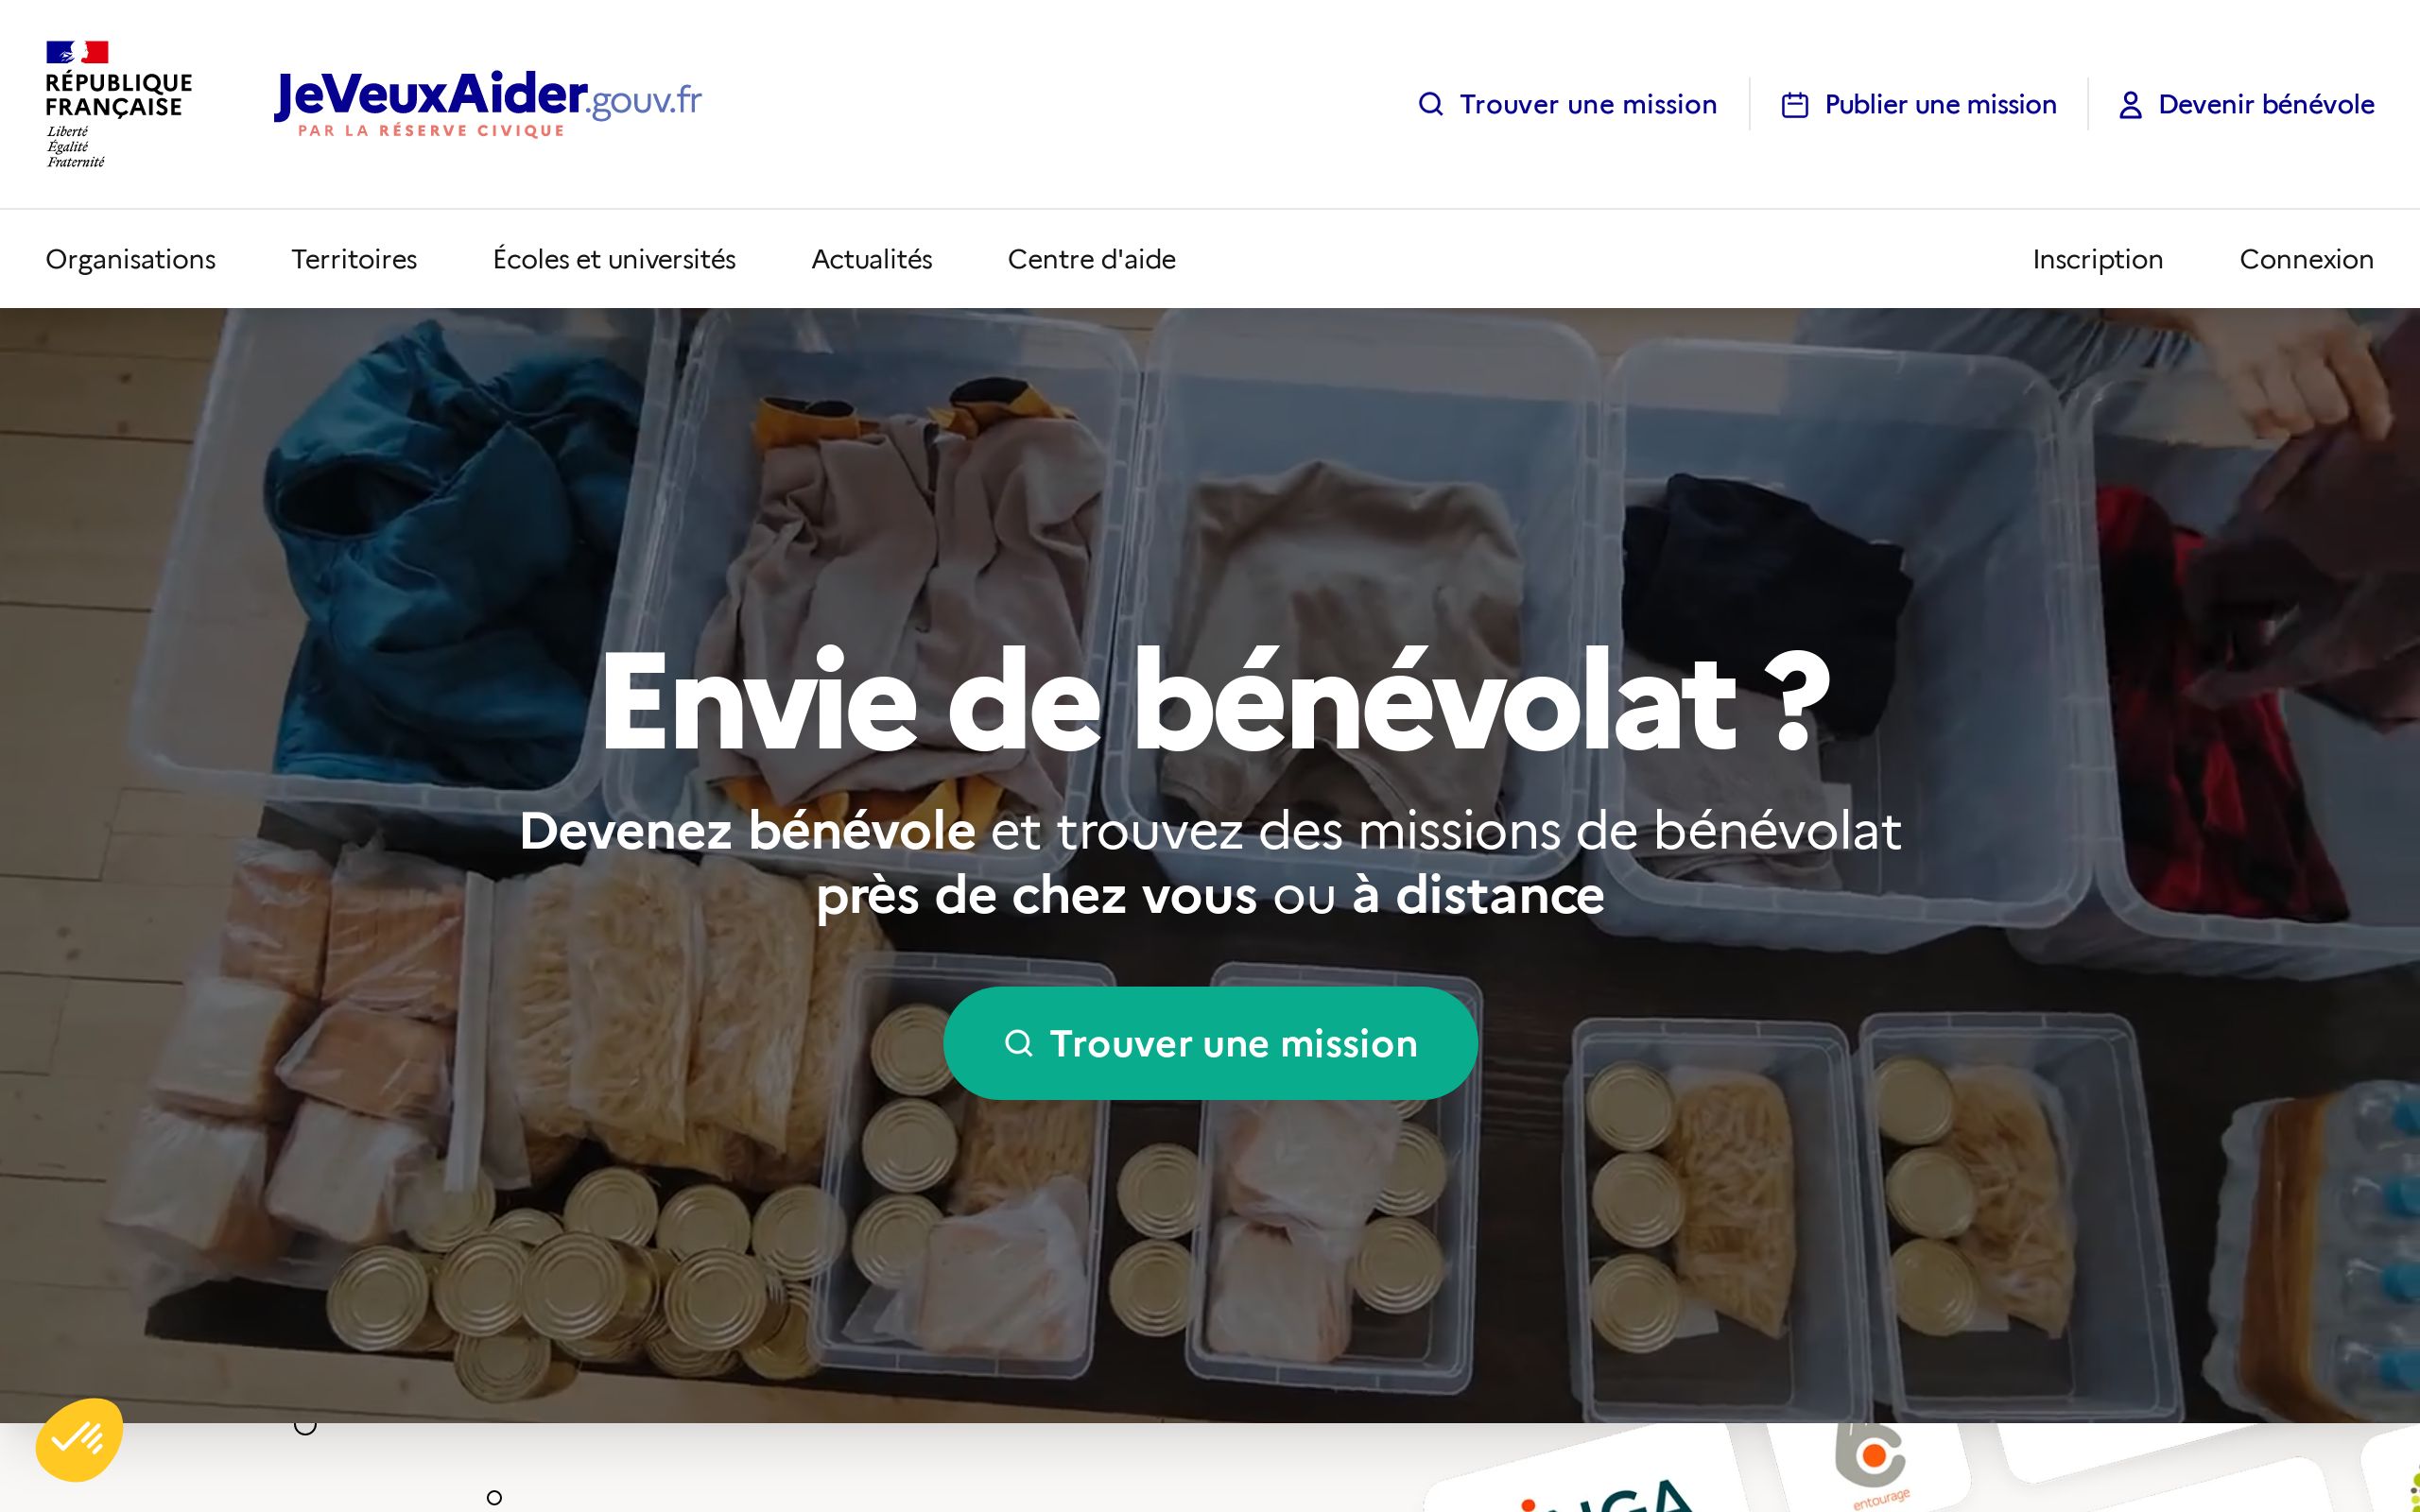 RÉPUBLIQUE
FRANÇAISE
Liberté
Égalité
Fraternité
JeVeuxAider.gouv.fr
PAR LA RÉSERVE CIVIQUE
Trouver une mission
Publier une mission
Devenir bénévole
Organisations
Territoires
Écoles et universités
Actualités
Centre d'aide
Inscription
Connexion
Envie de bénévolat ?
Devenez bénévole et trouvez des missions de bénévolat
près de chez vous ou à distance
Trouver une mission
entourage